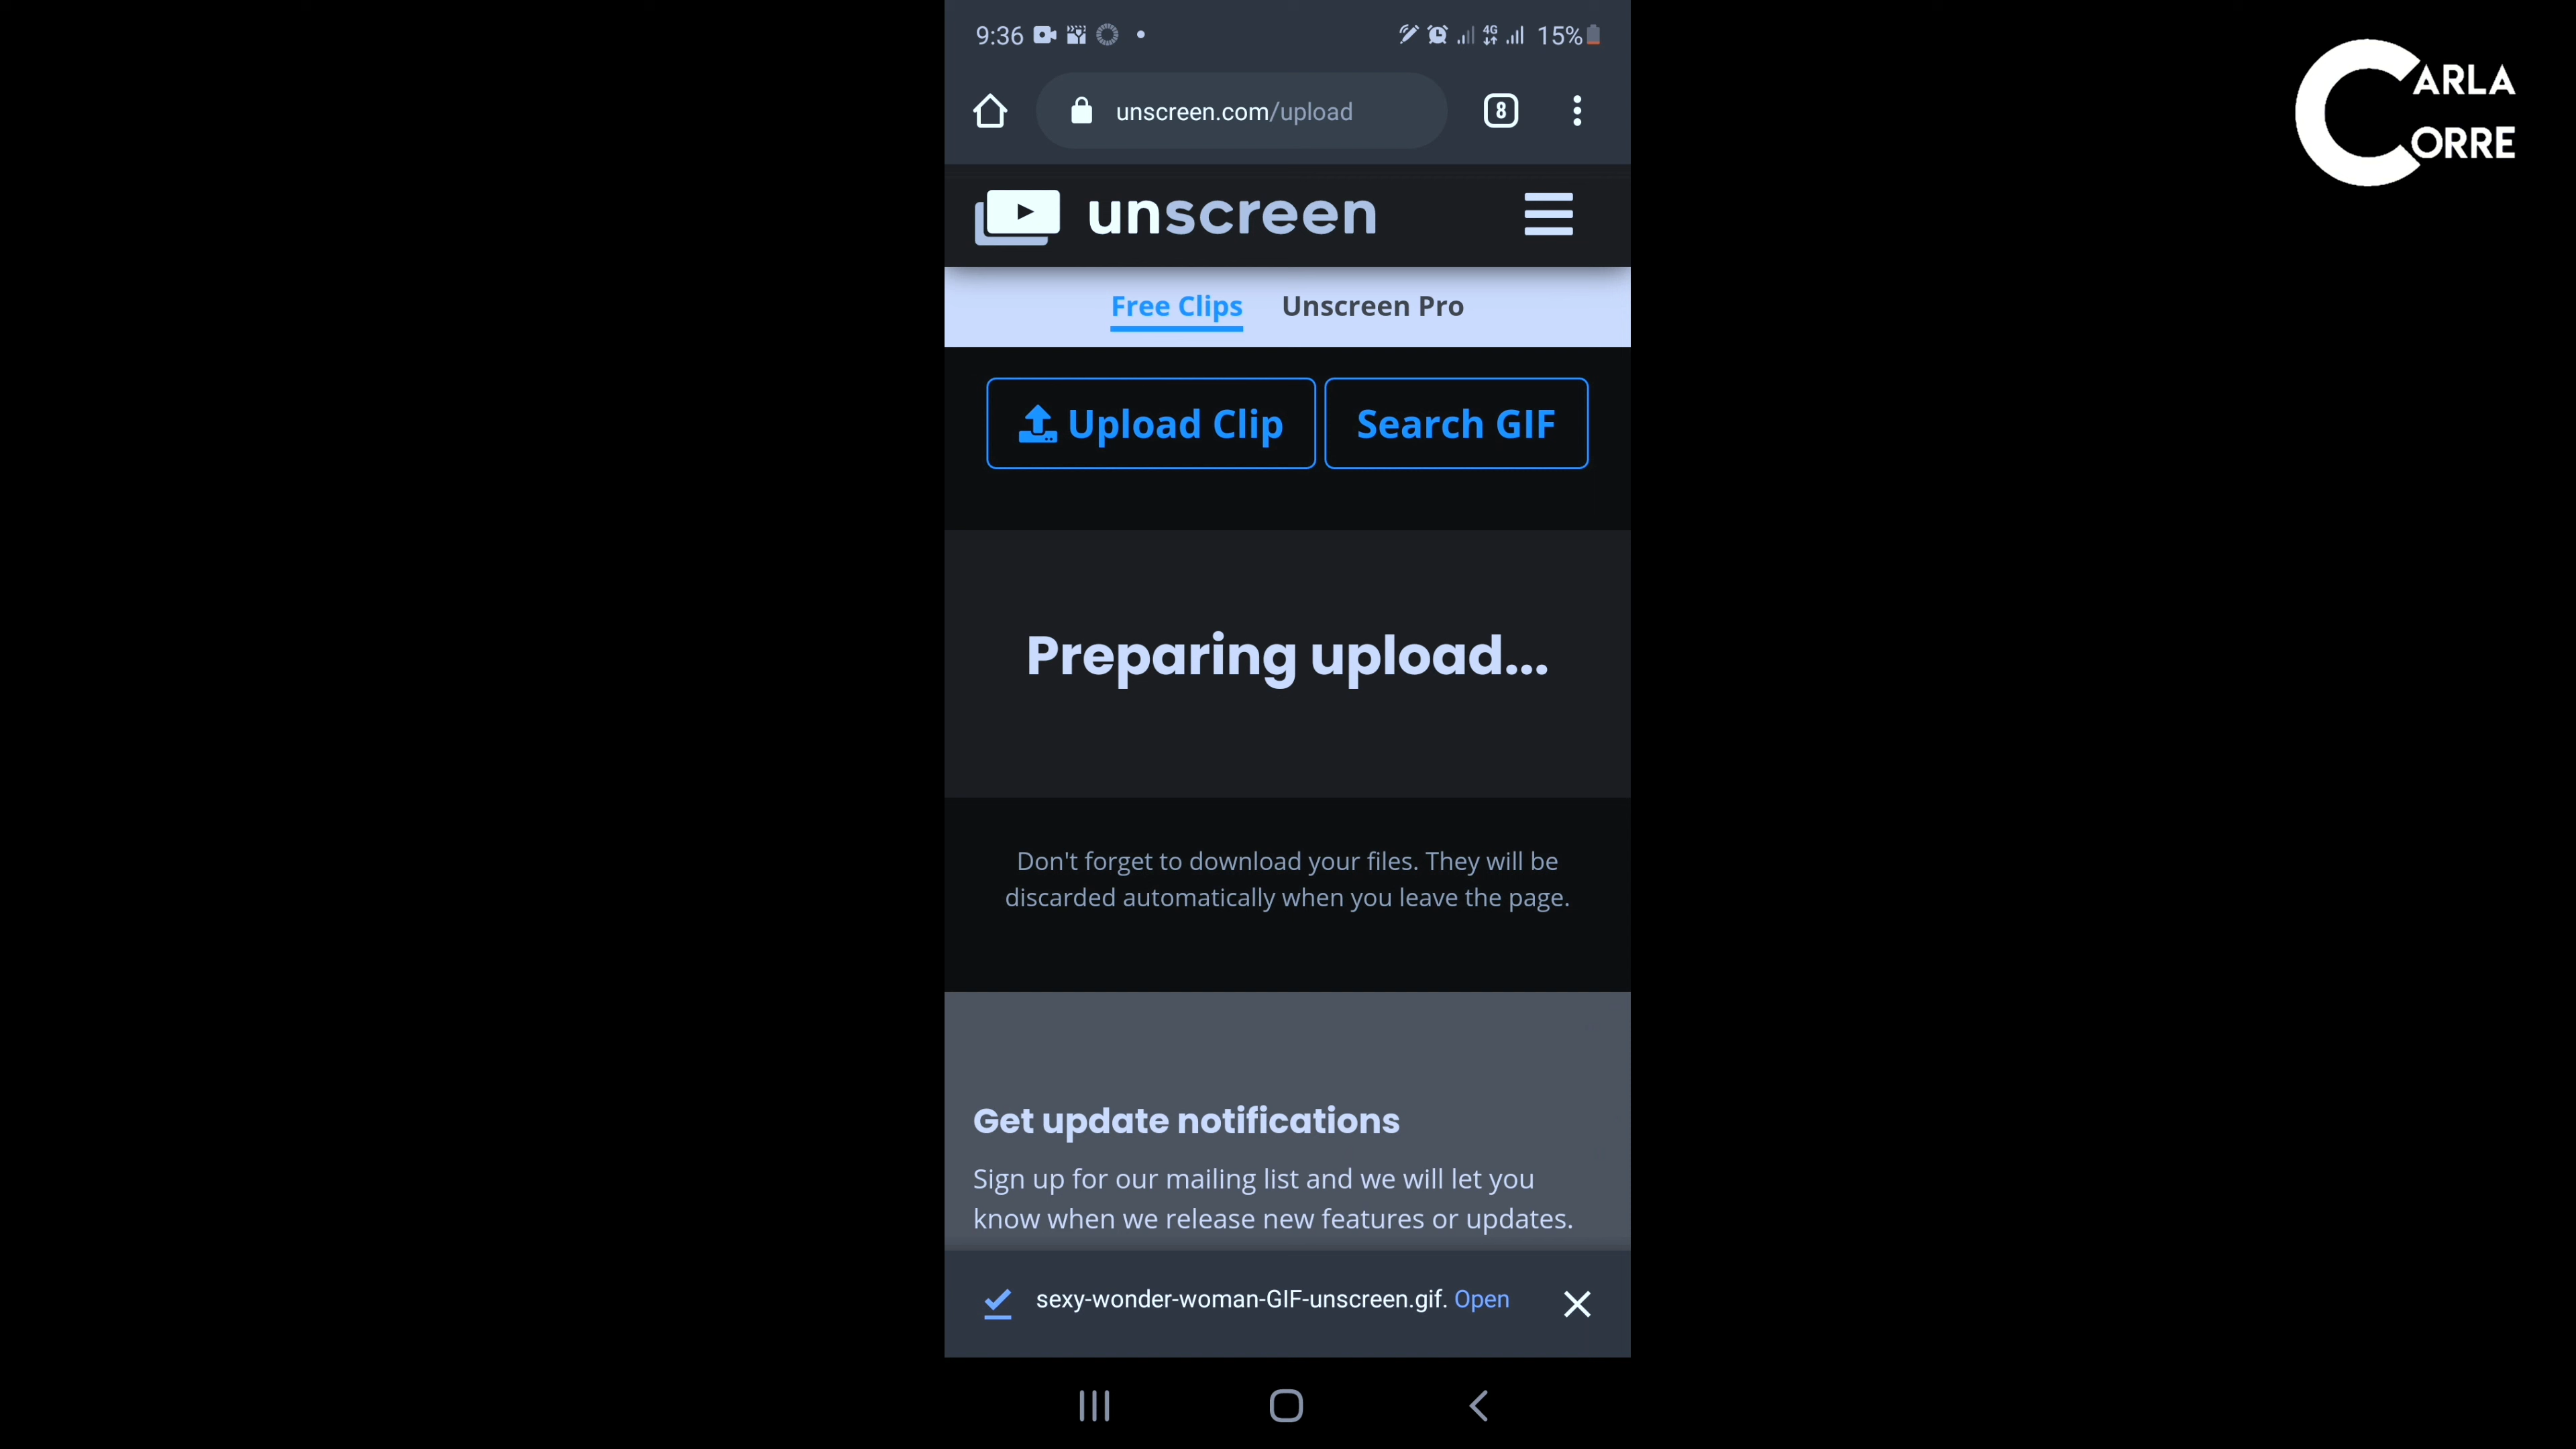 9:36
4G
15%
CARLA
CORRE
unscreen.com/upload
8
unscreen
Free Clips Unscreen Pro
Upload Clip Search GIF
Preparing upload...
Don't forget to download your files. They will be
discarded automatically when you leave the page.
Get update notifications
Sign up for our mailing list and we will let you
know when we release new features or updates.
sexy-wonder-woman-GIF-unscreen.gif. Open